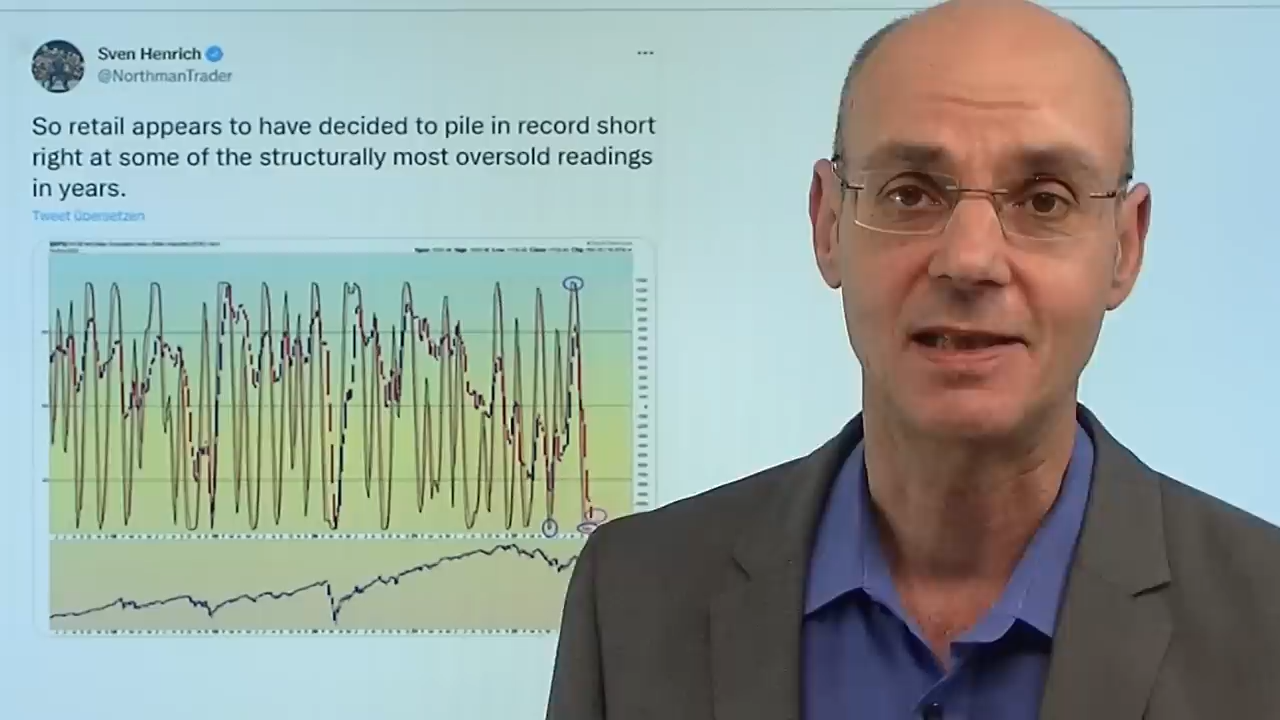 Sven Henrich
@NorthmanTrader
So retail appears to have decided to pile in record short
right at some of the structurally most oversold readings
in years.
Tweet übersetzen